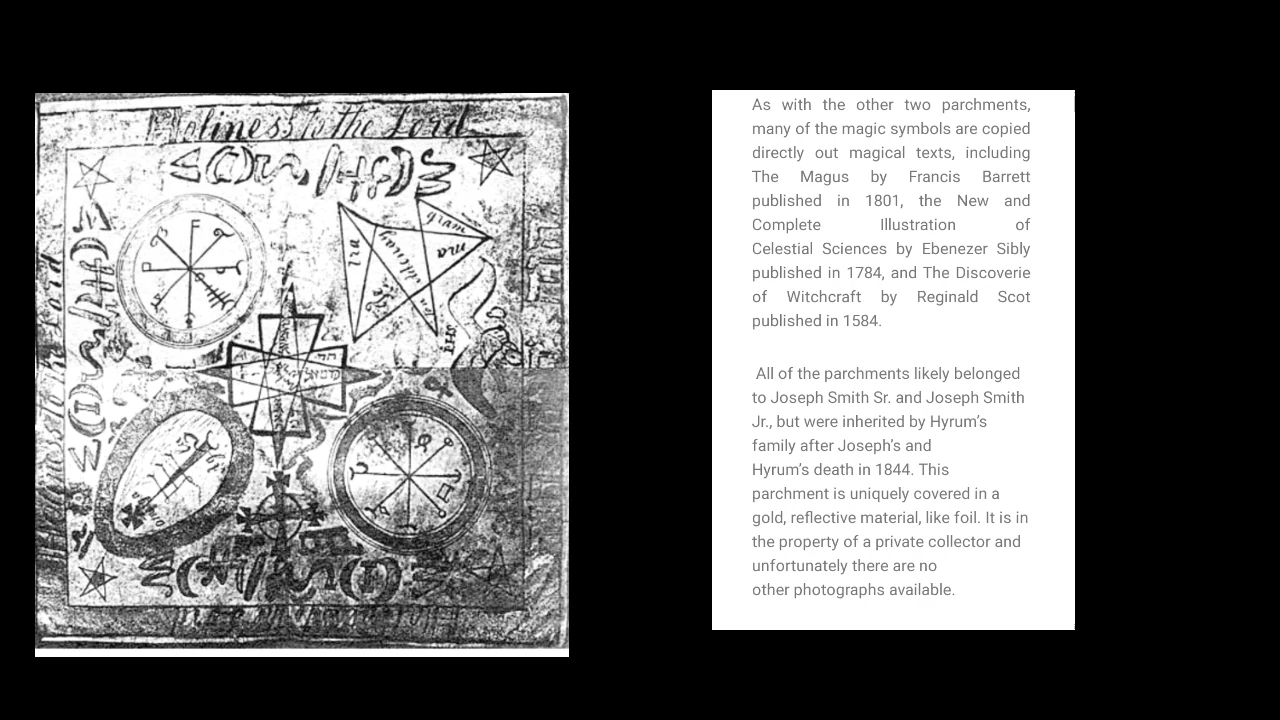 Holiness to the Lord
gram
ma
As with the other two parchments,
many of the magic symbols are copied
directly out magical texts, including
The Magus by Francis Barrett
published in 1801, the New and
Complete Illustration of
Celestial Sciences by Ebenezer Sibly
published in 1784, and The Discoverie
of Witchcraft by Reginald Scot
published in 1584.
All of the parchments likely belonged
to Joseph Smith Sr. and Joseph Smith
Jr., but were inherited by Hyrum’s
family after Joseph’s and
Hyrum’s death in 1844. This
parchment is uniquely covered in a
gold, reflective material, like foil. It is in
the property of a private collector and
unfortunately there are no
other photographs available.